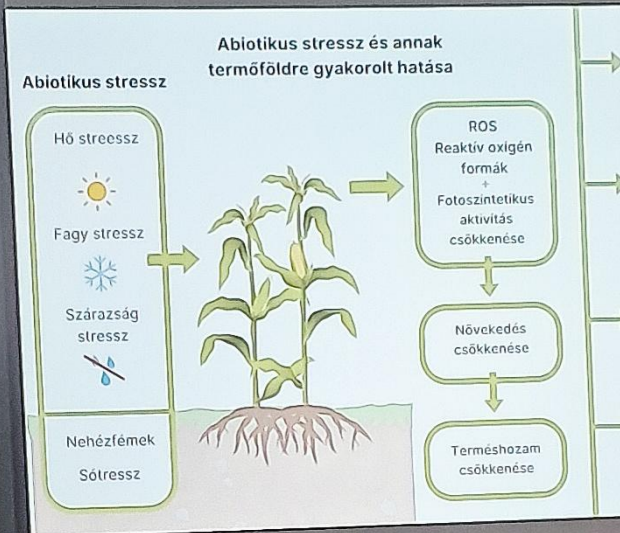 Abiotikus stressz és annak
termőföldre gyakorolt hatása
Abiotikus stressz
Hő streessz
Fagy stressz
Szárazság
stressz
Nehézfémek
Sótressz
ROS
Reaktív oxigén
formák
+
Fotoszintetikus
aktivitás
csökkenése
Növekedés
csökkenése
Terméshozam
csökkenése